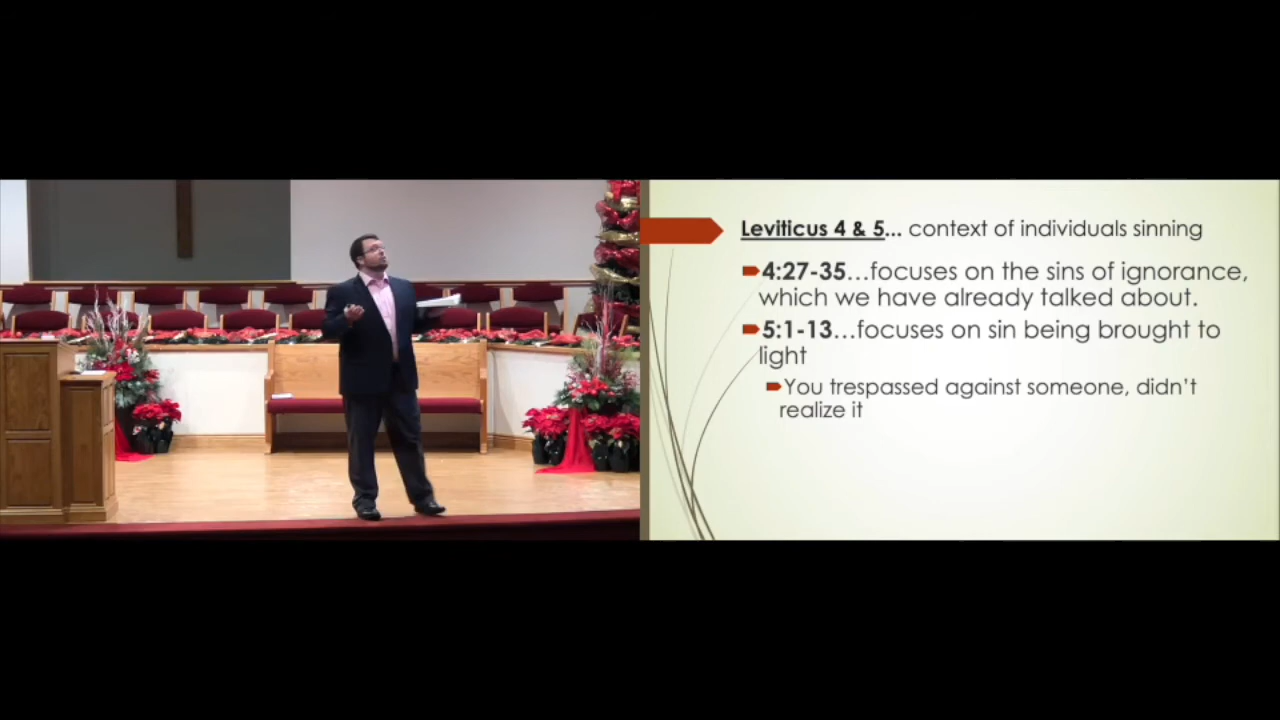 Leviticus 4 & 5... context of individuals sinning
4:27-35...focuses on the sins of ignorance,
which we have already talked about.
5:1-13...focuses on sin being brought to
light
You trespassed against someone, didn't
realize it